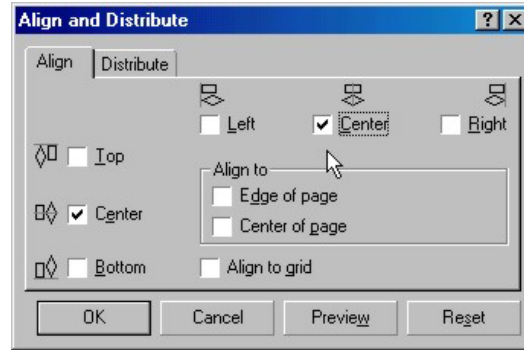 Align and Distribute
Align Distribute
Left Center Right
Top
Align to
Edge of page
Center
Center of page
Bottom Align to grid
OK Cancel Preview Reset